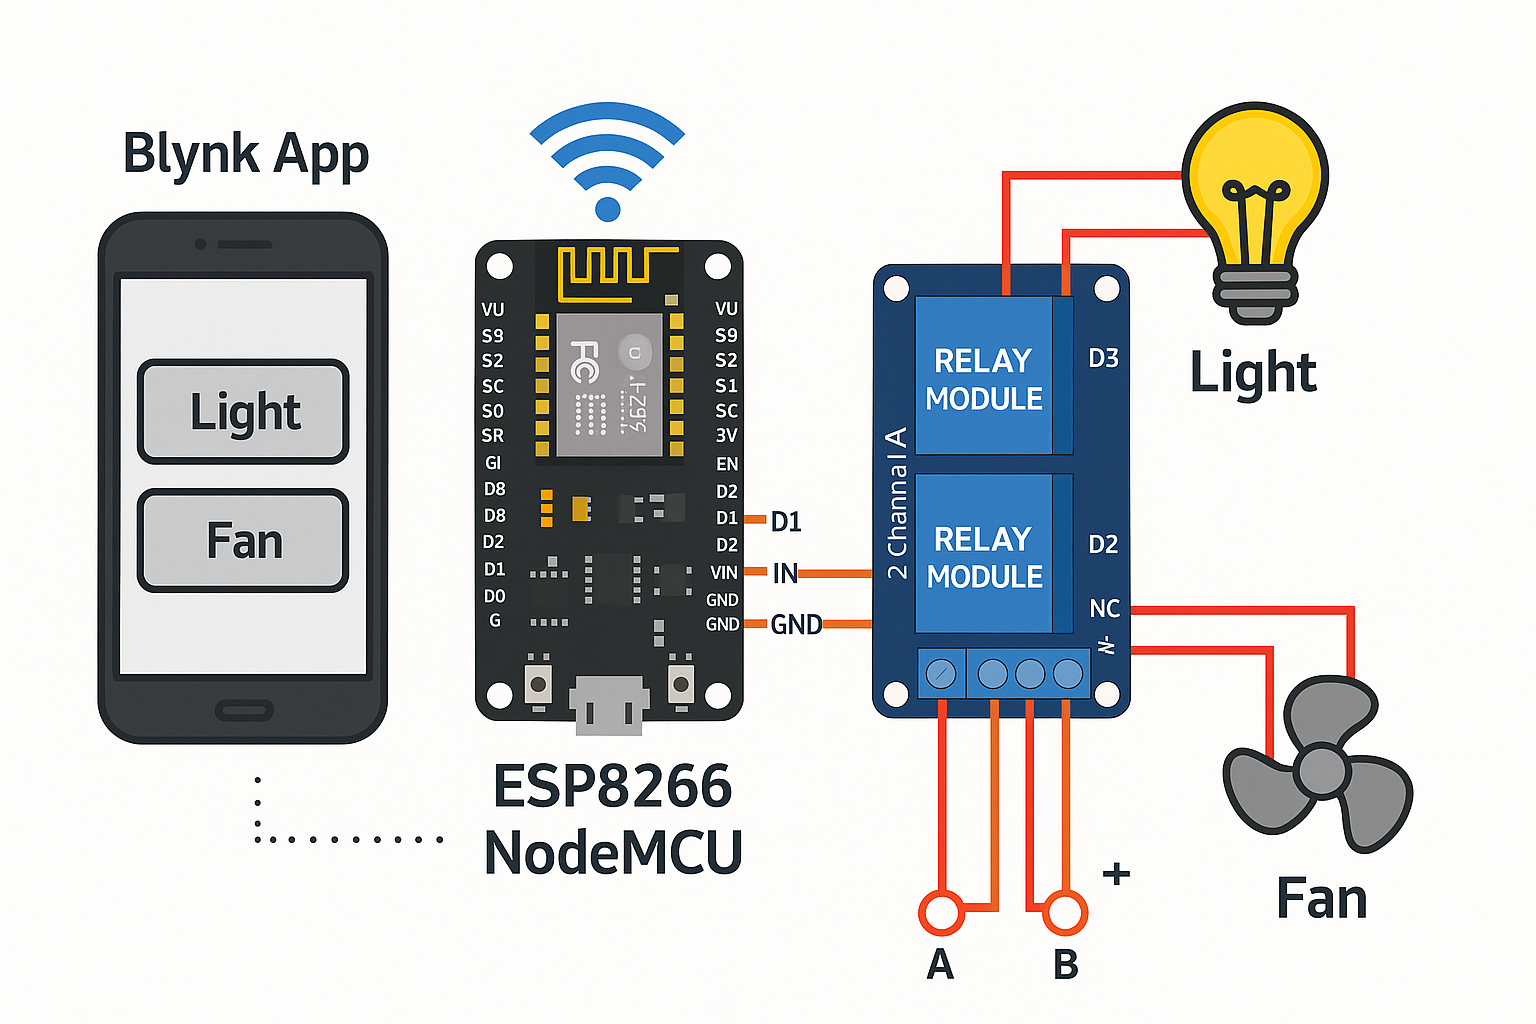 Blynk App
Light
Fan
VU
S9
S2
SC
S0
SR
GI
D8
D8
D2
D1
D0
G
FC
VU
S9
S2
S1
SC
3V
EN
D2
D1
D2
VIN
GND
GND
D1
IN
GND
ESP8266
NodeMCU
2 Channal A
RELAY
MODULE
RELAY
MODULE
D3
D2
NC
Light
Fan
+
A
B